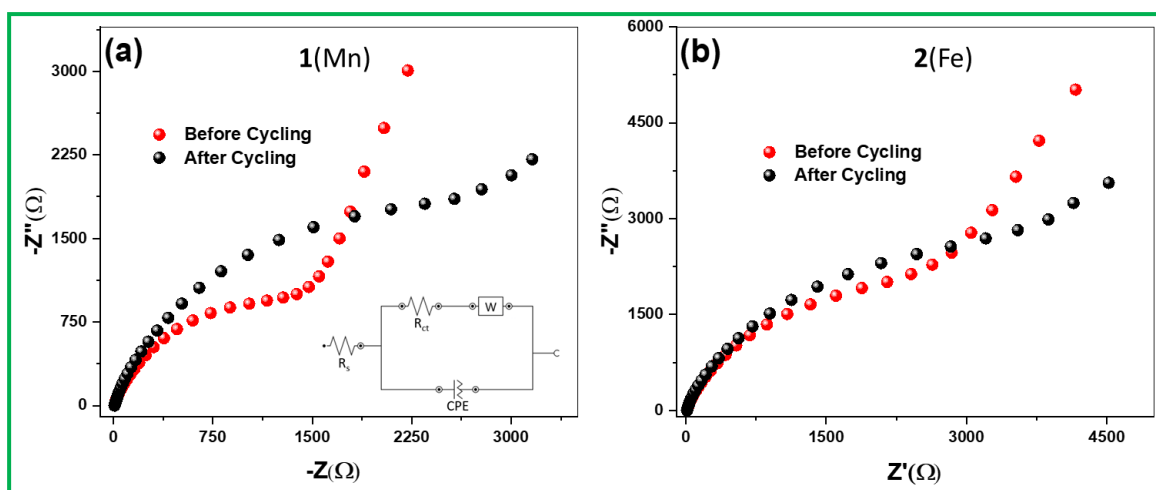 (a)
1(Mn)
Before Cycling
After Cycling
-Z"(Ω)
3000
2250
1500
750
0
0
750
1500
2250
3000
-Z(Ω)
Rs
Rct
W
CPE
(b)
2(Fe)
Before Cycling
After Cycling
-Z"(Ω)
6000
4500
3000
1500
0
0
1500
3000
4500
Z'(Ω)